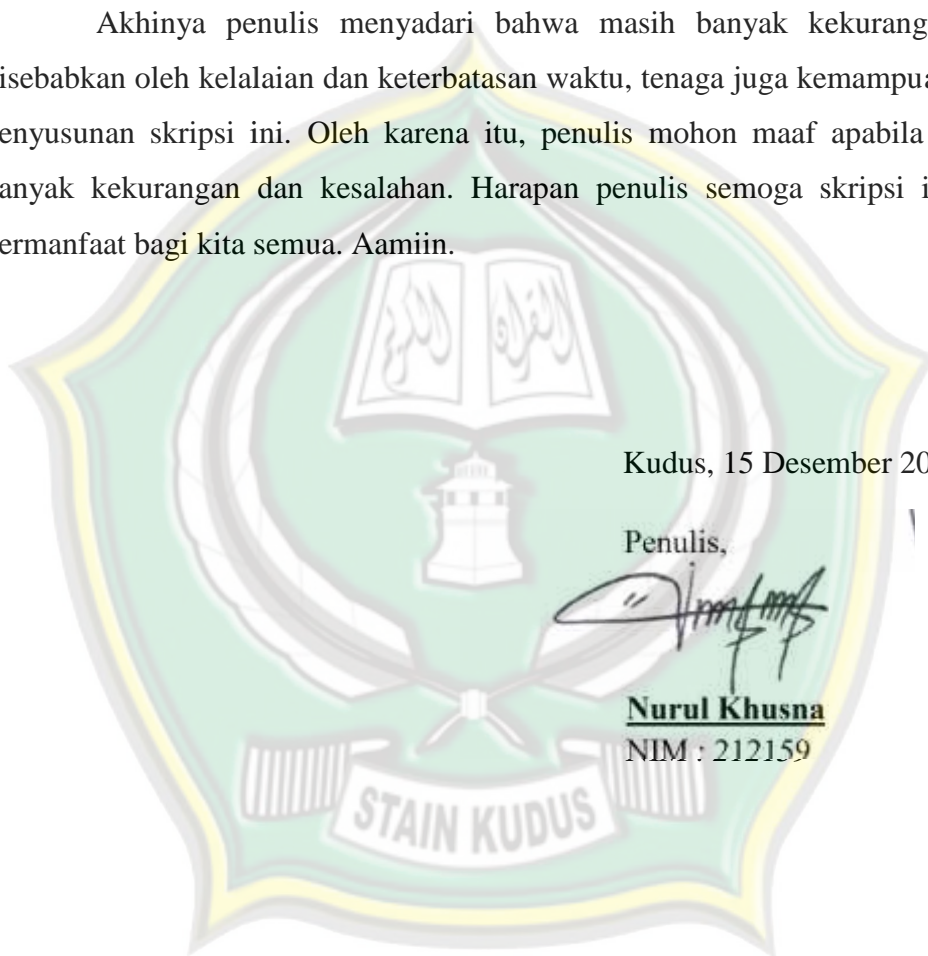 Akhinya penulis menyadari bahwa masih banyak kekurang
isebabkan oleh kelalaian dan keterbatasan waktu, tenaga juga kemampua
enyusunan skripsi ini. Oleh karena itu, penulis mohon maaf apabila
anyak kekurangan dan kesalahan. Harapan penulis semoga skripsi i
ermanfaat bagi kita semua. Aamiin.
Kudus, 15 Desember 20
Penulis,
Nurul Khusna
NIM : 212159
STAIN KUDUS